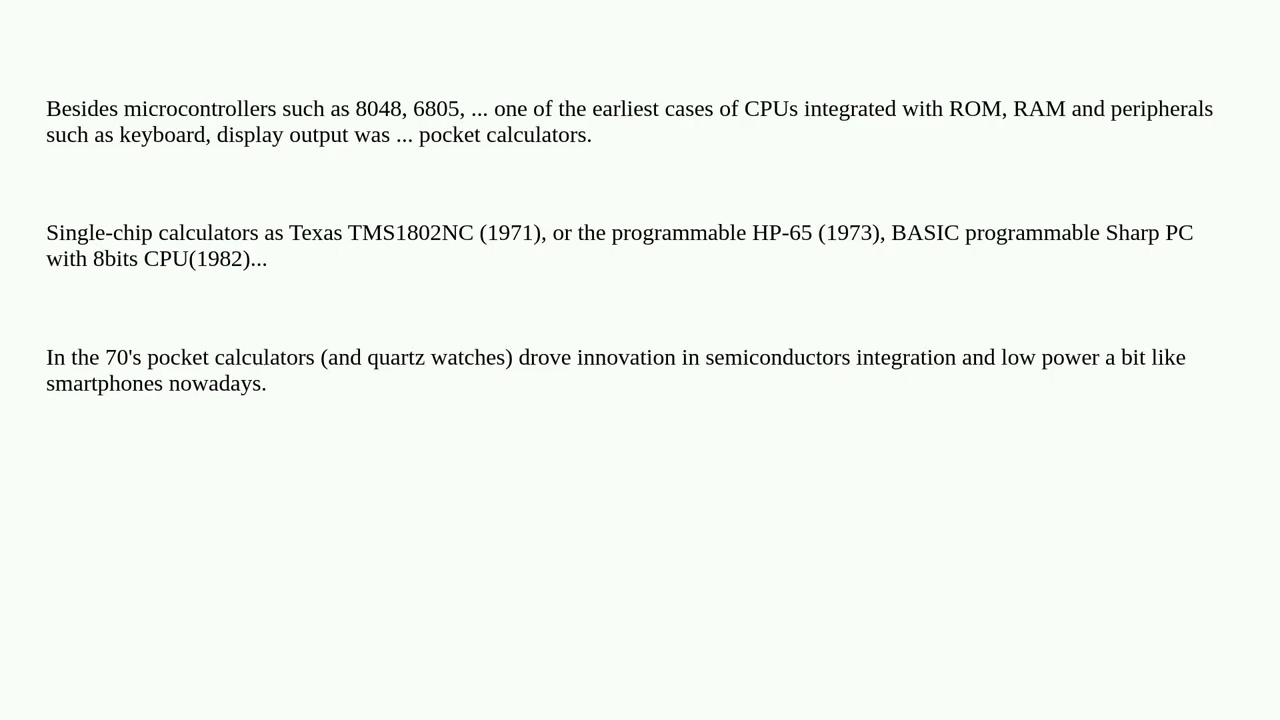 Besides microcontrollers such as 8048, 6805, ... one of the earliest cases of CPUs integrated with ROM, RAM and peripherals
such as keyboard, display output was ... pocket calculators.
Single-chip calculators as Texas TMS1802NC (1971), or the programmable HP-65 (1973), BASIC programmable Sharp PC
with 8bits CPU(1982)...
In the 70's pocket calculators (and quartz watches) drove innovation in semiconductors integration and low power a bit like
smartphones nowadays.